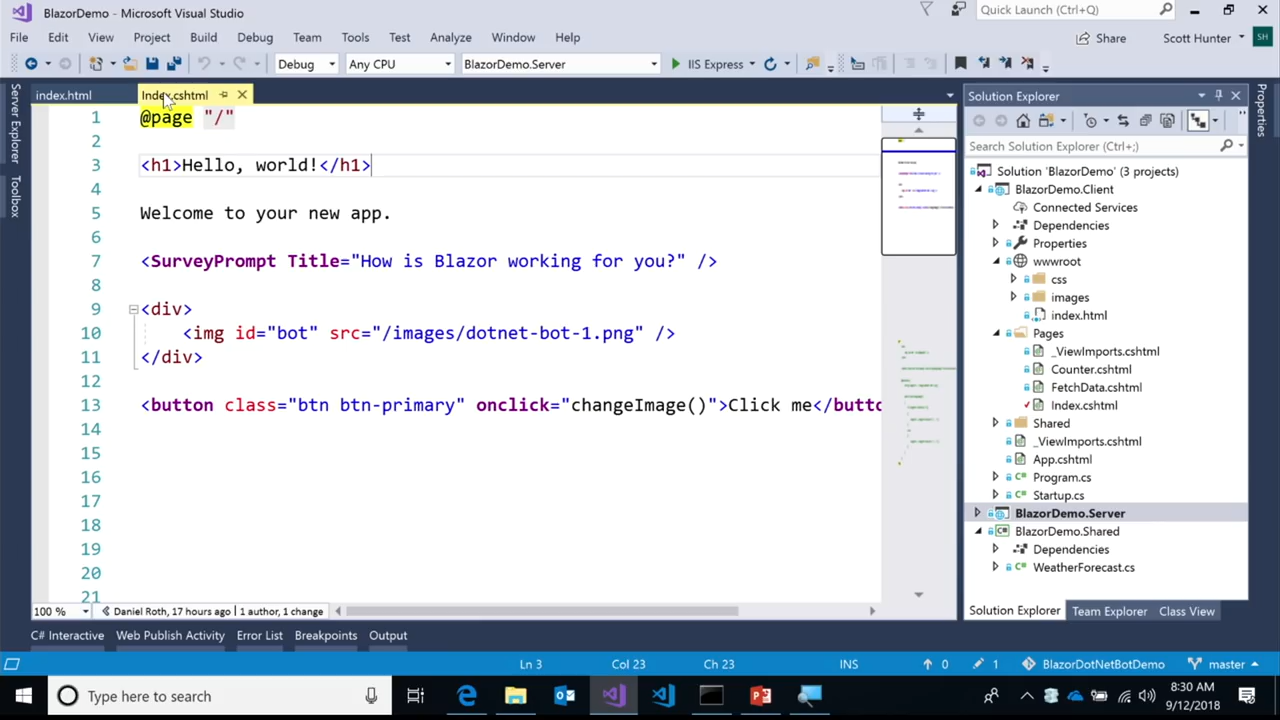 BlazorDemo - Microsoft Visual Studio
Quick Launch (Ctrl+Q)
File Edit View Project Build Debug Team Tools Test Analyze Window Help
Share
Scott Hunter
SH
Debug
Any CPU
BlazorDemo.Server
IIS Express
Server Explorer
Toolbox
index.html
Index.cshtml
1 @page "/"
2
3 <h1>Hello, world!</h1>
4
5 Welcome to your new app.
6
7 <SurveyPrompt Title="How is Blazor working for you?" />
8
9 <div>
10 <img id="bot" src="/images/dotnet-bot-1.png" />
11 </div>
12
13 <button class="btn btn-primary" onclick="changeImage()">Click me</butto
14
15
16
17
18
19
20
21
100 %
Daniel Roth, 17 hours ago | 1 author, 1 change
Solution Explorer
Search Solution Explorer (Ctrl+;)
Solution 'BlazorDemo' (3 projects)
BlazorDemo.Client
Connected Services
Dependencies
Properties
wwwroot
css
images
index.html
Pages
_ViewImports.cshtml
Counter.cshtml
FetchData.cshtml
Index.cshtml
Shared
_ViewImports.cshtml
App.cshtml
Program.cs
Startup.cs
BlazorDemo.Server
BlazorDemo.Shared
Dependencies
WeatherForecast.cs
Solution Explorer Team Explorer Class View
Properties
C# Interactive Web Publish Activity Error List Breakpoints Output
Ln 3 Col 23 Ch 23 INS 0 1 BlazorDotNetBotDemo master
Type here to search
8:30 AM
9/12/2018